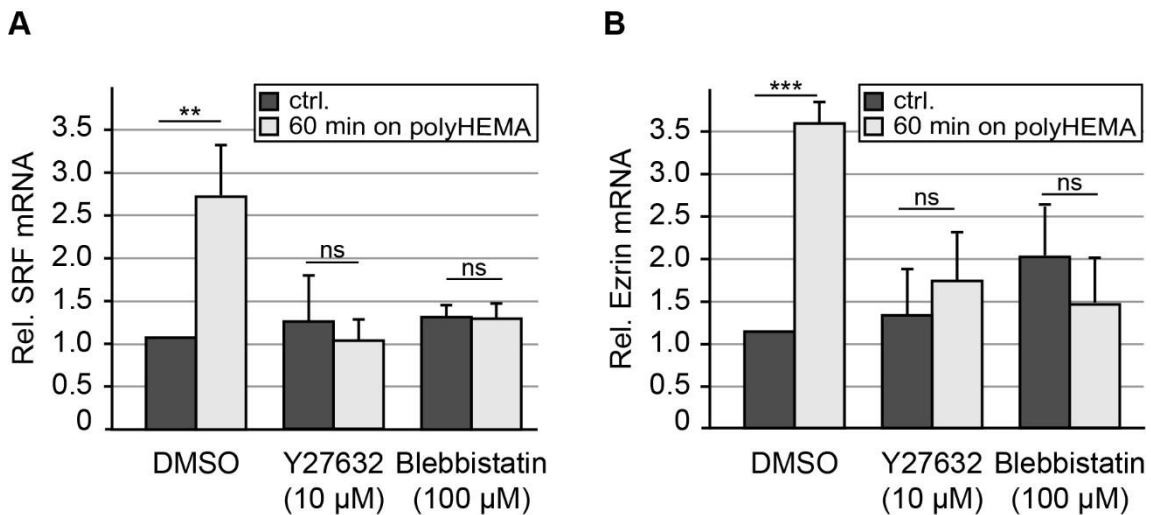 A
ctrl.
60 min on polyHEMA
**
ns
ns
Rel. SRF mRNA
3.5
3.0
2.5
2.0
1.5
1.0
0.5
0
DMSO
Y27632
(10 µM)
Blebbistatin
(100 µM)
B
ctrl.
60 min on polyHEMA
***
ns
ns
Rel. Ezrin mRNA
3.5
3.0
2.5
2.0
1.5
1.0
0.5
0
DMSO
Y27632
(10 µM)
Blebbistatin
(100 µM)